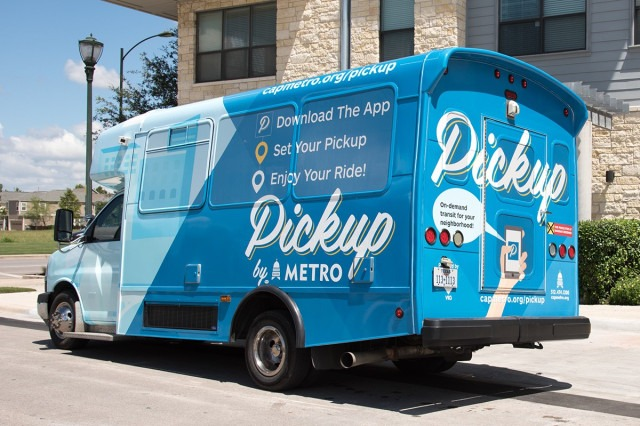 capmetro.org/pickup
Download The App
Set Your Pickup
Enjoy Your Ride!
Pickup
by METRO
Pickup
On-demand
transit for your
neighborhood!
capmetro.org/pickup